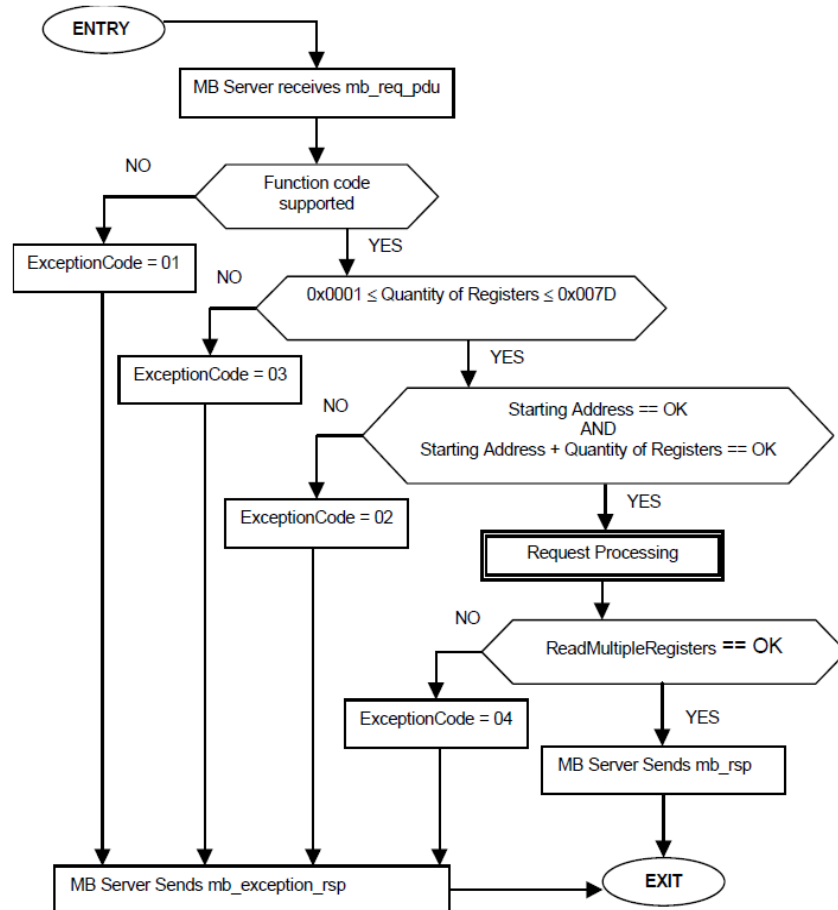 ENTRY
MB Server receives mb_req_pdu
NO
Function code
supported
YES
ExceptionCode = 01
NO
0x0001 ≤ Quantity of Registers ≤ 0x007D
YES
ExceptionCode = 03
NO
Starting Address == OK
AND
Starting Address + Quantity of Registers == OK
YES
ExceptionCode = 02
Request Processing
NO
ReadMultipleRegisters == OK
YES
ExceptionCode = 04
MB Server Sends mb_rsp
MB Server Sends mb_exception_rsp
EXIT